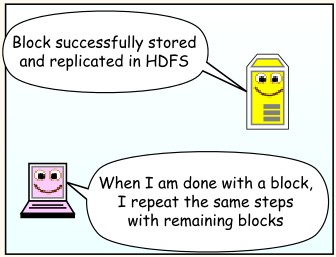 Block successfully stored
and replicated in HDFS
When I am done with a block,
I repeat the same steps
with remaining blocks